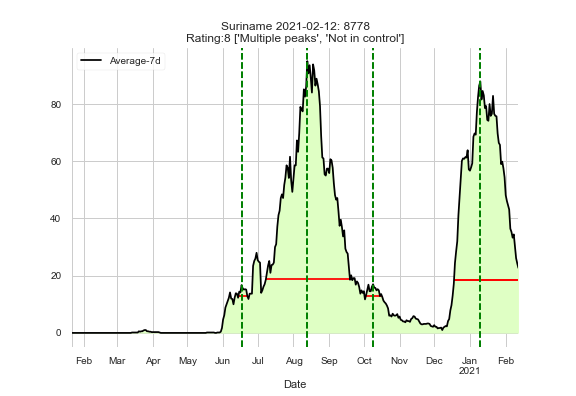 Suriname 2021-02-12: 8778
Rating:8 ['Multiple peaks', 'Not in control']
Average-7d
80
60
40
20
0
Feb Mar Apr May Jun Jul Aug Sep Oct Nov Dec Jan Feb
2021
Date